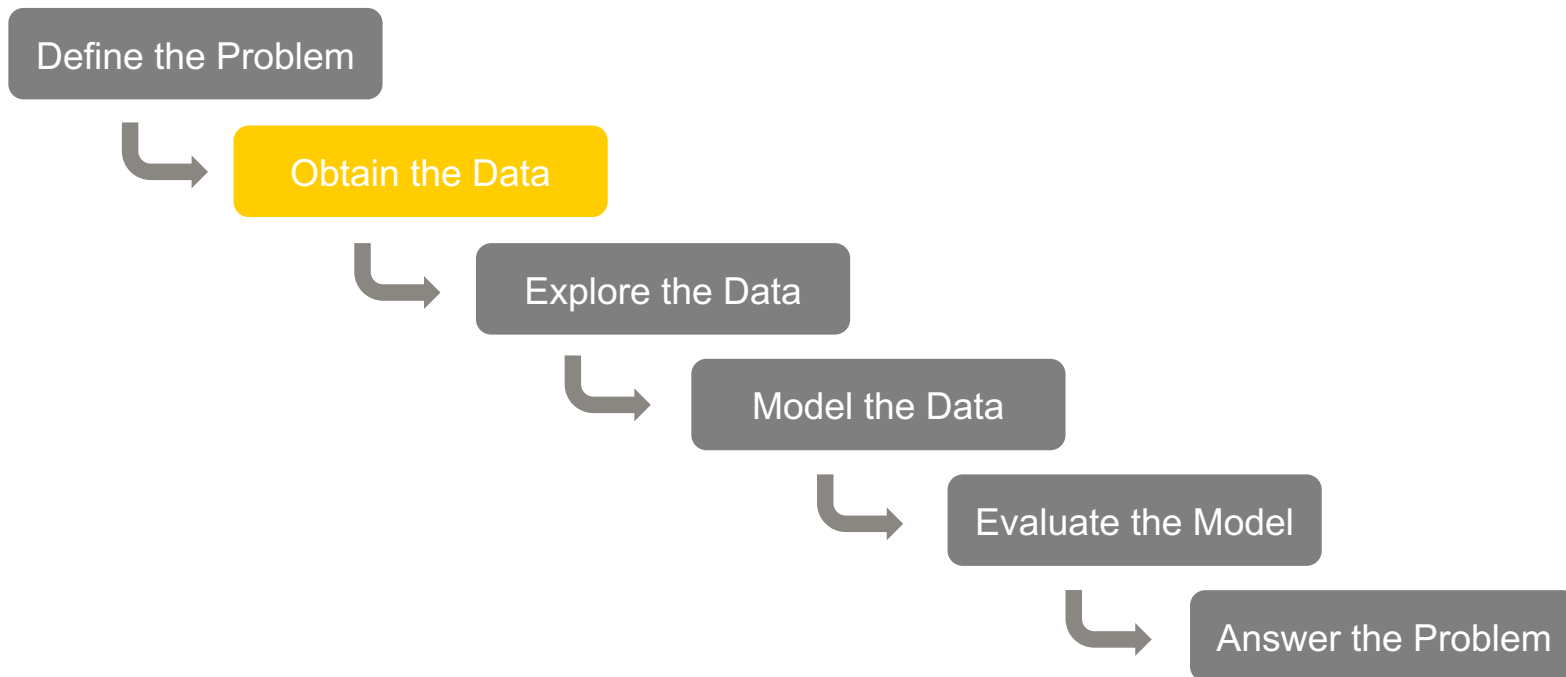 Define the Problem
Obtain the Data
Explore the Data
Model the Data
Evaluate the Model
Answer the Problem